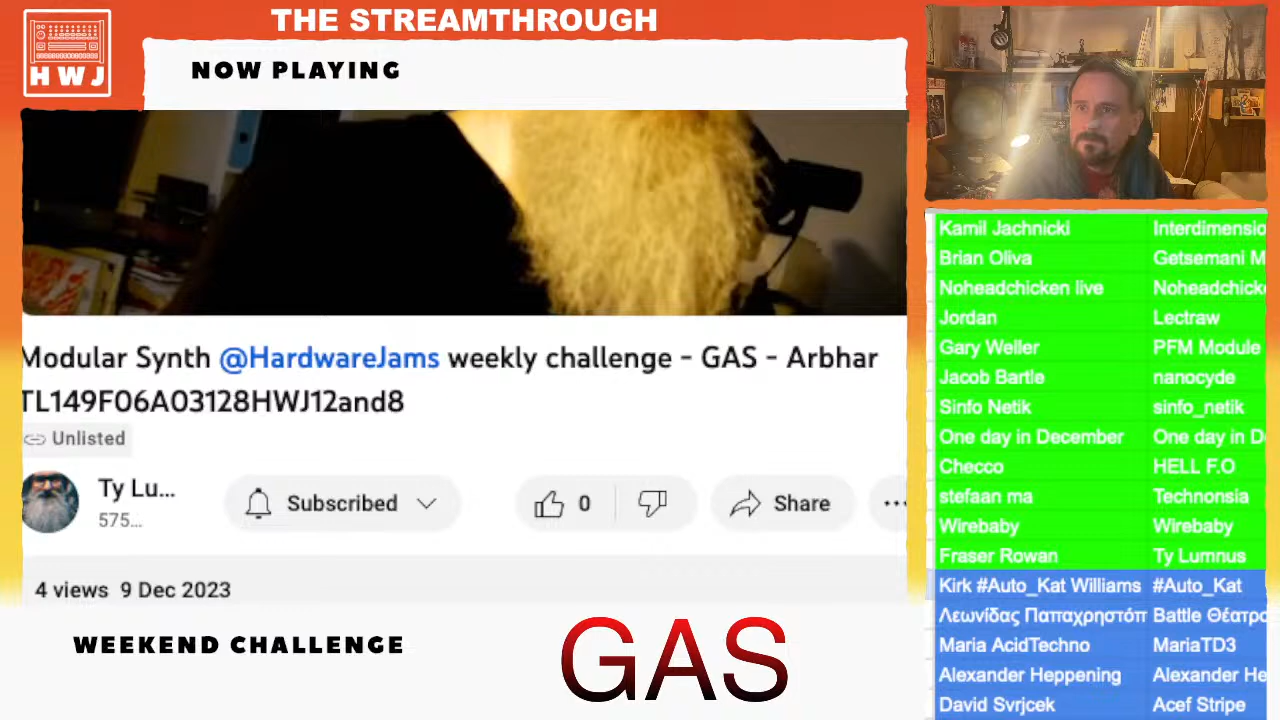 THE STREAMTHROUGH
HWJ
NOW PLAYING
Modular Synth @HardwareJams weekly challenge - GAS - Arbhar
TL149F06A03128HWJ12and8
Unlisted
Ty Lu...
575...
Subscribed
0
Share
4 views 9 Dec 2023
WEEKEND CHALLENGE
GAS
Kamil Jachnicki Interdimensio
Brian Oliva Getsemani M
Noheadchicken live Noheadchick
Jordan Lectraw
Gary Weller PFM Module
Jacob Bartle nanocyde
Sinfo Netik sinfo_netik
One day in December One day in D
Checco HELL F.O
stefaan ma Technonsia
Wirebaby Wirebaby
Fraser Rowan Ty Lumnus
Kirk #Auto_Kat Williams #Auto_Kat
Λεωνίδας Παπαχρηστόπ Battle Θέατρο
Maria AcidTechno MariaTD3
Alexander Heppening Alexander He
David Svrjcek Acef Stripe